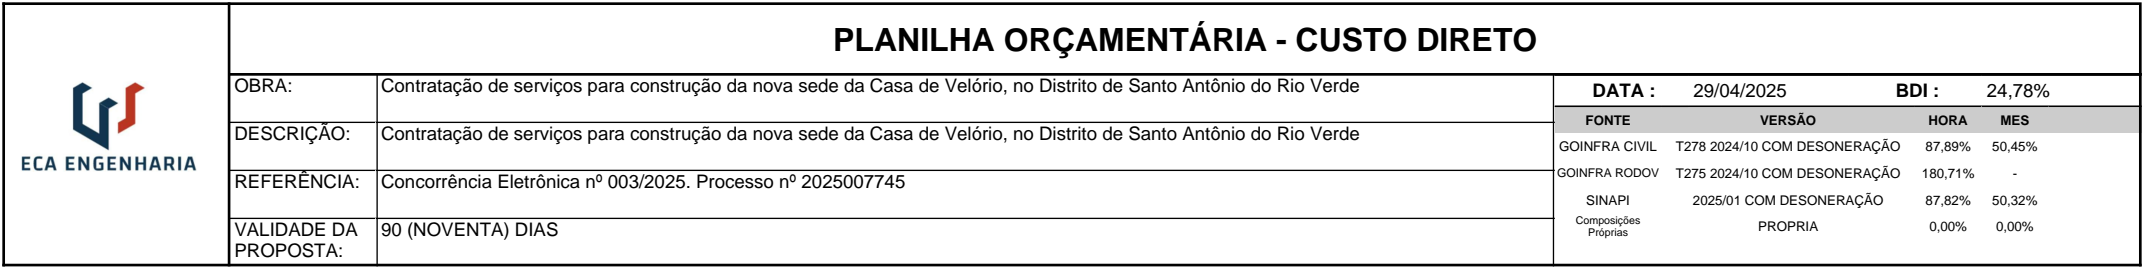 PLANILHA ORÇAMENTÁRIA - CUSTO DIRETO
ECA ENGENHARIA
OBRA: Contratação de serviços para construção da nova sede da Casa de Velório, no Distrito de Santo Antônio do Rio Verde
DESCRIÇÃO: Contratação de serviços para construção da nova sede da Casa de Velório, no Distrito de Santo Antônio do Rio Verde
REFERÊNCIA: Concorrência Eletrônica nº 003/2025. Processo nº 2025007745
VALIDADE DA PROPOSTA: 90 (NOVENTA) DIAS
DATA : 29/04/2025 BDI : 24,78%
FONTE VERSÃO HORA MES
GOINFRA CIVIL T278 2024/10 COM DESONERAÇÃO 87,89% 50,45%
GOINFRA RODOV T275 2024/10 COM DESONERAÇÃO 180,71% -
SINAPI 2025/01 COM DESONERAÇÃO 87,82% 50,32%
Composições Próprias PROPRIA 0,00% 0,00%